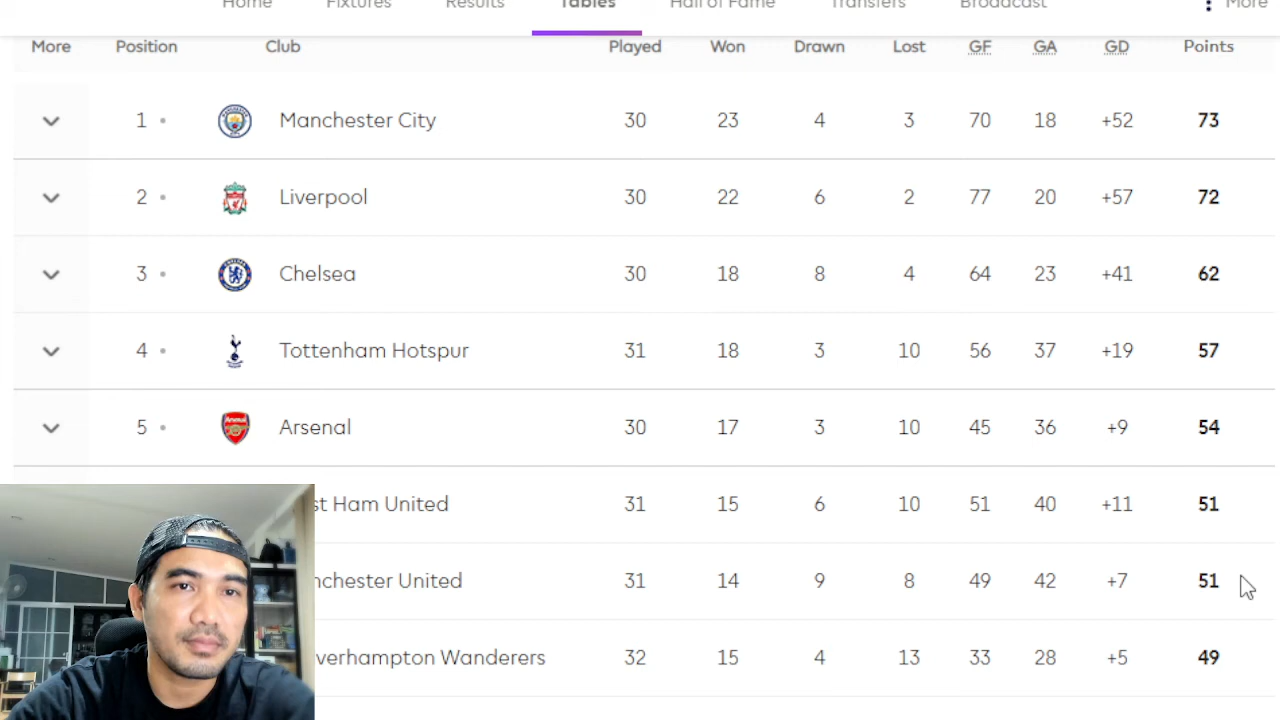 Home Fixtures Results Tables Hall of Fame Transfers Broadcast More
More Position Club Played Won Drawn Lost GF GA GD Points
1 Manchester City 30 23 4 3 70 18 +52 73
2 Liverpool 30 22 6 2 77 20 +57 72
3 Chelsea 30 18 8 4 64 23 +41 62
4 Tottenham Hotspur 31 18 3 10 56 37 +19 57
5 Arsenal 30 17 3 10 45 36 +9 54
st Ham United 31 15 6 10 51 40 +11 51
nchester United 31 14 9 8 49 42 +7 51
verhampton Wanderers 32 15 4 13 33 28 +5 49